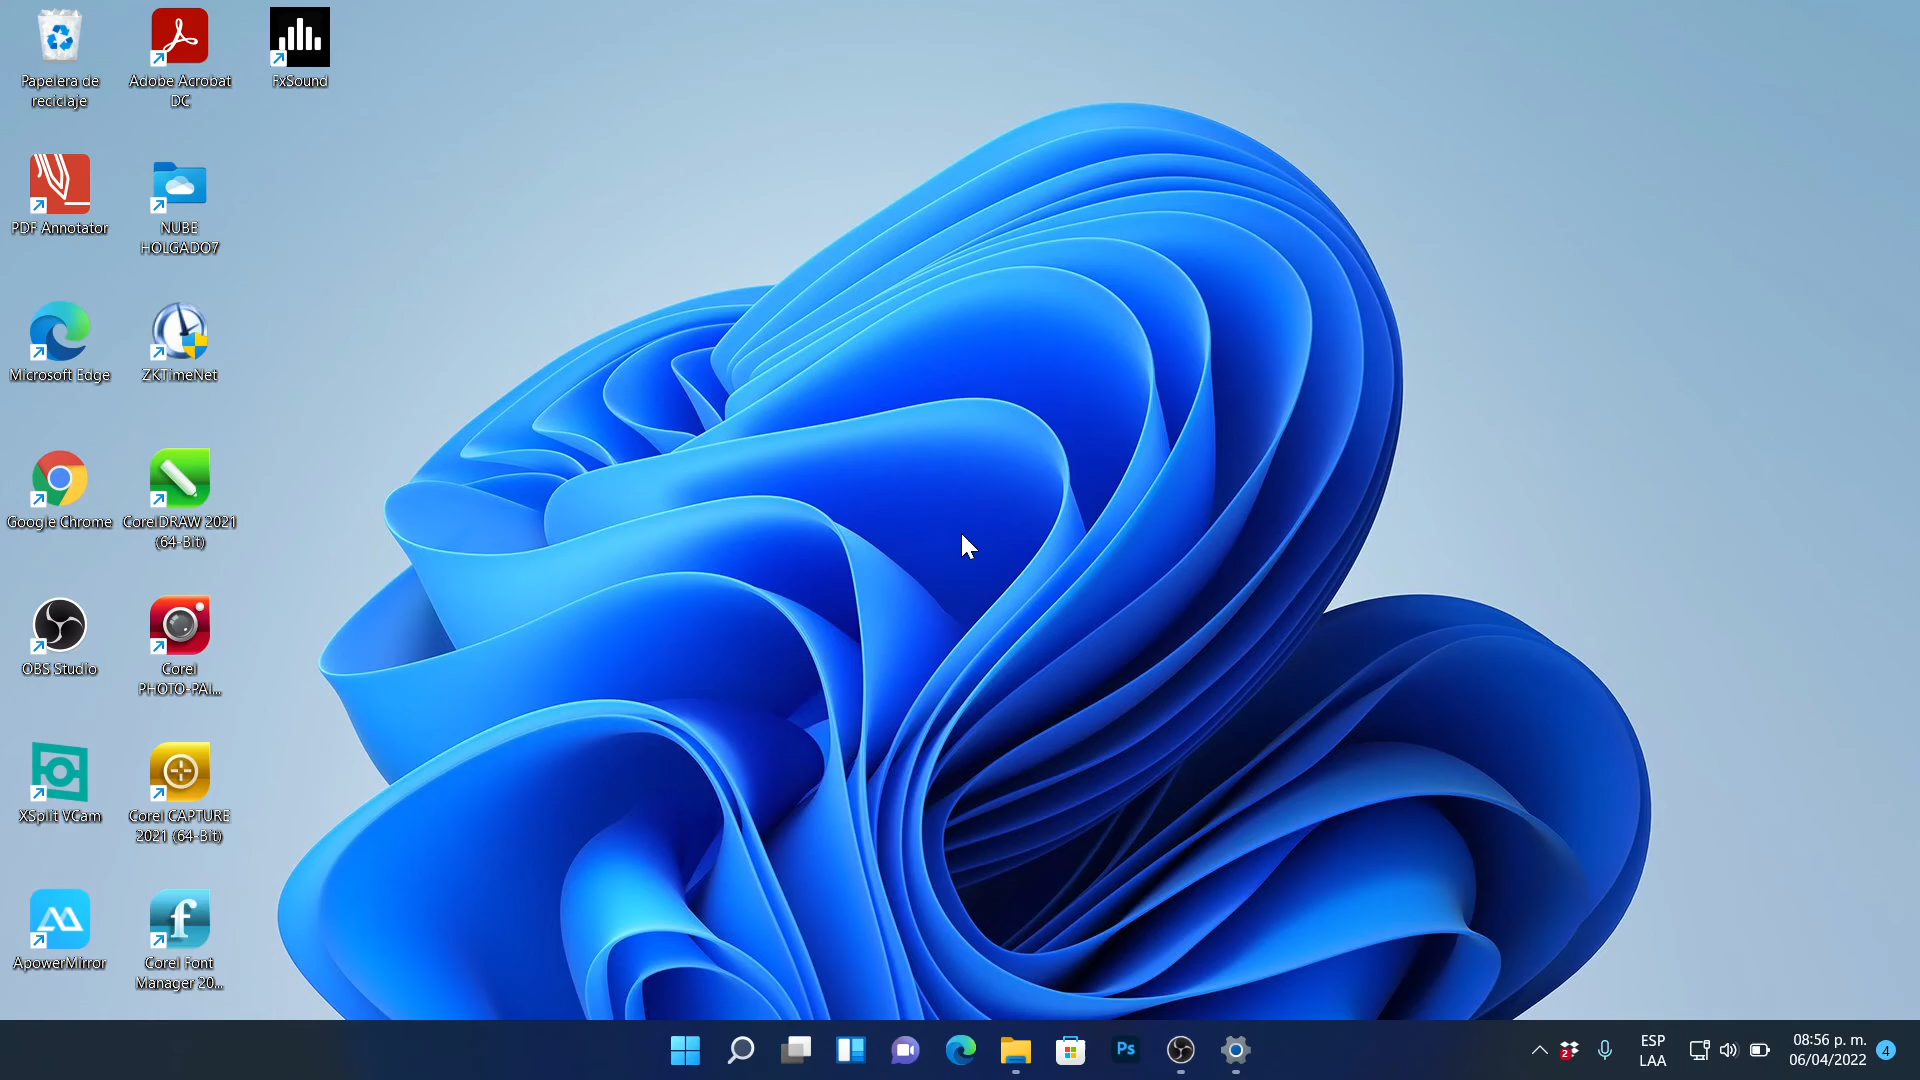 Papelera de
reciclaje
Adobe Acrobat
DC
FxSound
PDF Annotator
NUBE
HOLGADO7
Microsoft Edge
ZKTimeNet
Google Chrome
CorelDRAW 2021
(64-Bit)
OBS Studio
Corel
PHOTO-PAI...
XSplit VCam
Corel CAPTURE
2021 (64-Bit)
ApowerMirror
Corel Font
Manager 20...
Ps
2
ESP
LAA
08:56 p. m.
06/04/2022
4